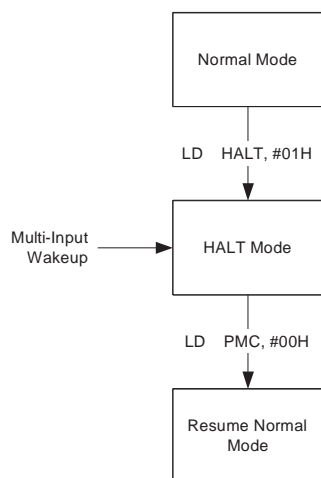 Normal Mode
LD HALT, #01H
Multi-Input
Wakeup
HALT Mode
LD PMC, #00H
Resume Normal
Mode